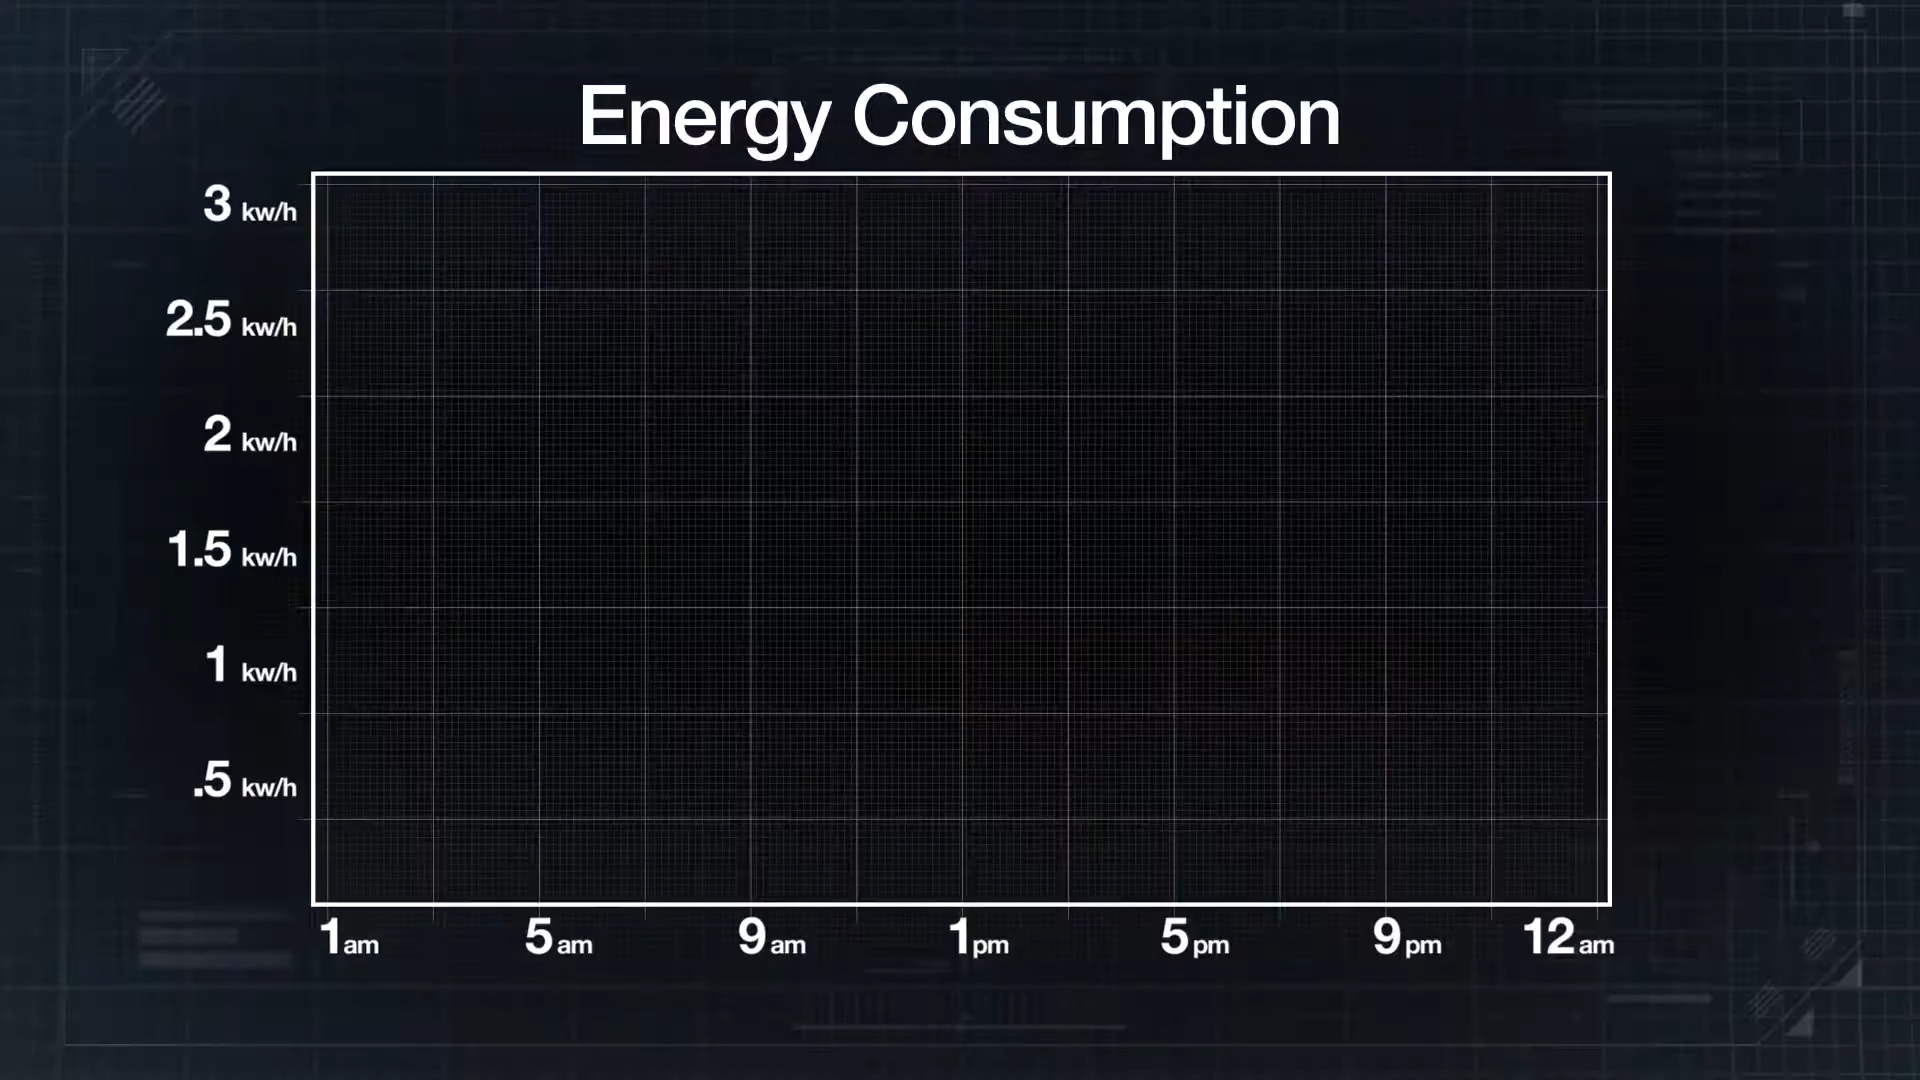 Energy Consumption
3 kw/h
2.5 kw/h
2 kw/h
1.5 kw/h
1 kw/h
.5 kw/h
1am 5am 9am 1pm 5pm 9pm 12am